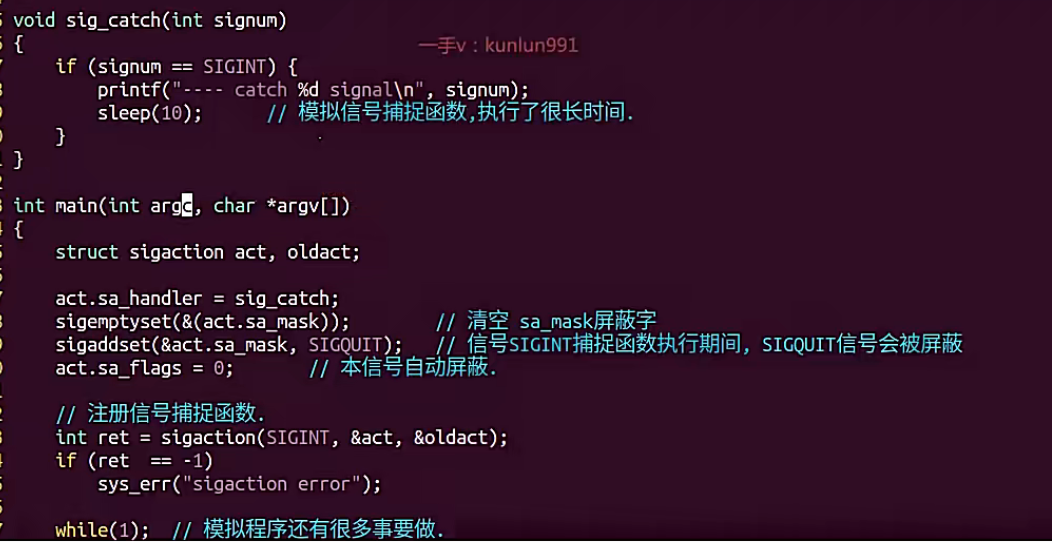 void sig_catch(int signum)
{
一手v：kunlun991
    if (signum == SIGINT) {
        printf("---- catch %d signal\n", signum);
        sleep(10);      // 模拟信号捕捉函数,执行了很长时间.
    }
}
int main(int argc, char *argv[])
{
    struct sigaction act, oldact;
    act.sa_handler = sig_catch;
    sigemptyset(&(act.sa_mask));        // 清空 sa_mask屏蔽字
    sigaddset(&act.sa_mask, SIGQUIT);   // 信号SIGINT捕捉函数执行期间, SIGQUIT信号会被屏蔽
    act.sa_flags = 0;       // 本信号自动屏蔽.
    // 注册信号捕捉函数.
    int ret = sigaction(SIGINT, &act, &oldact);
    if (ret  == -1)
        sys_err("sigaction error");
    while(1);  // 模拟程序还有很多事要做.